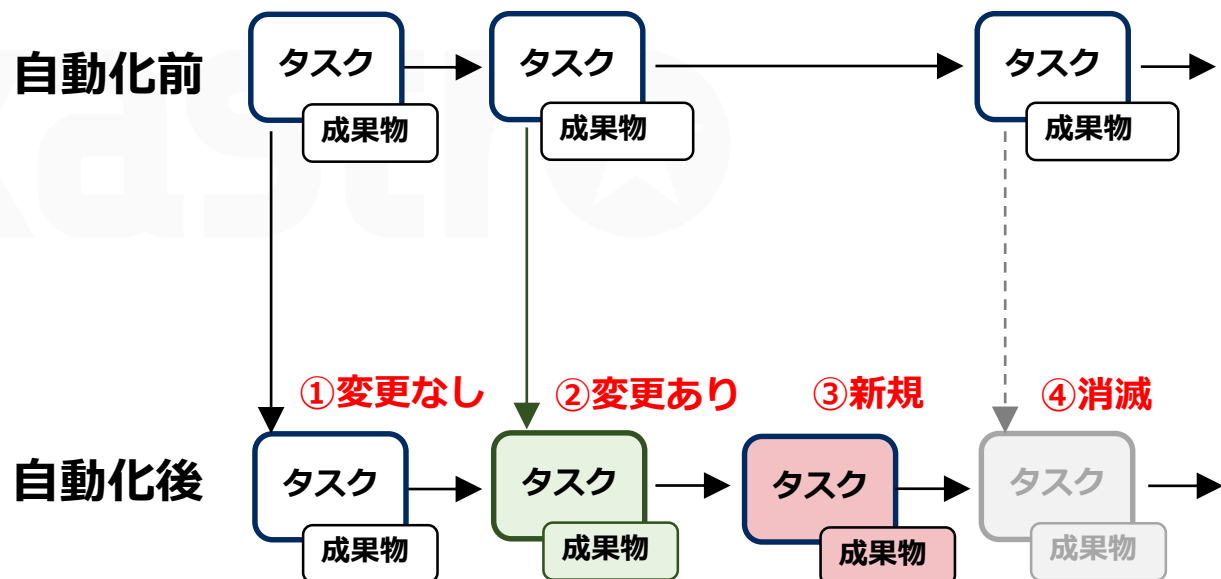 自動化前
タスク
成果物
タスク
成果物
タスク
成果物
①変更なし
②変更あり
③新規
④消滅
自動化後
タスク
成果物
タスク
成果物
タスク
成果物
タスク
成果物